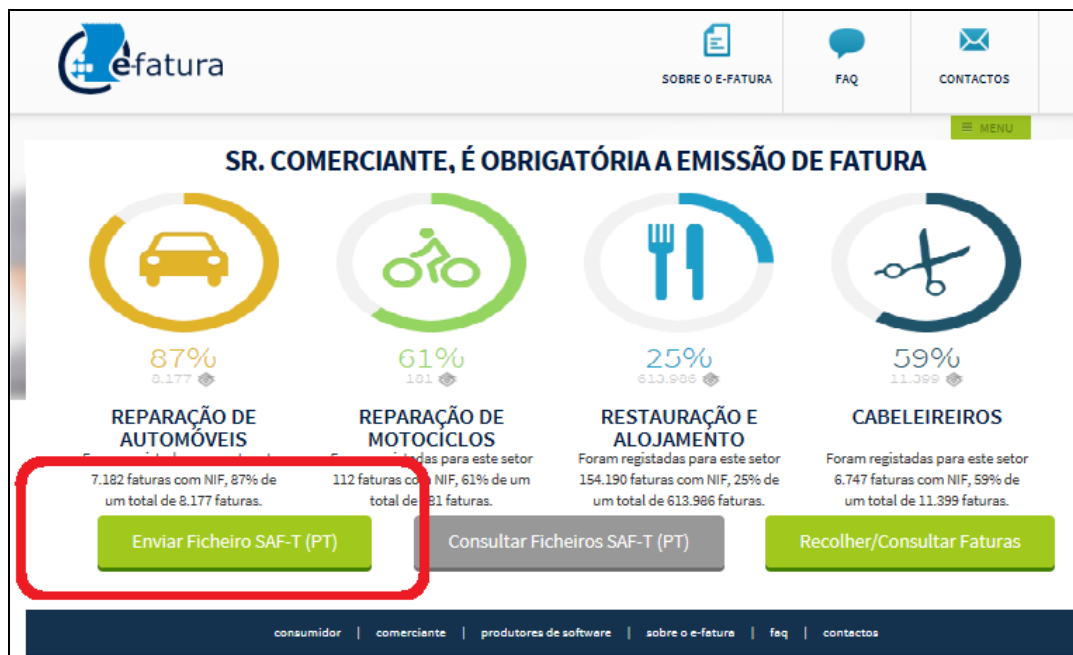 e-fatura
SOBRE O E-FATURA
FAQ
CONTACTOS
≡ MENU
SR. COMERCIANTE, É OBRIGATÓRIA A EMISSÃO DE FATURA
87%
8.177
61%
181
25%
613.986
59%
11.399
REPARAÇÃO DE
AUTOMÓVEIS
7.182 faturas com NIF, 87% de
um total de 8.177 faturas.
REPARAÇÃO DE
MOTOCÍCLOS
para este setor
112 faturas com NIF, 61% de um
total de 181 faturas.
RESTAURAÇÃO E
ALOJAMENTO
Foram registadas para este setor
154.190 faturas com NIF, 25% de
um total de 613.986 faturas.
CABELEIREIROS
Foram registadas para este setor
6.747 faturas com NIF, 59% de
um total de 11.399 faturas.
Enviar Ficheiro SAF-T (PT)
Consultar Ficheiros SAF-T (PT)
Recolher/Consultar Faturas
consumidor | comerciante | produtores de software | sobre o e-fatura | faq | contactos